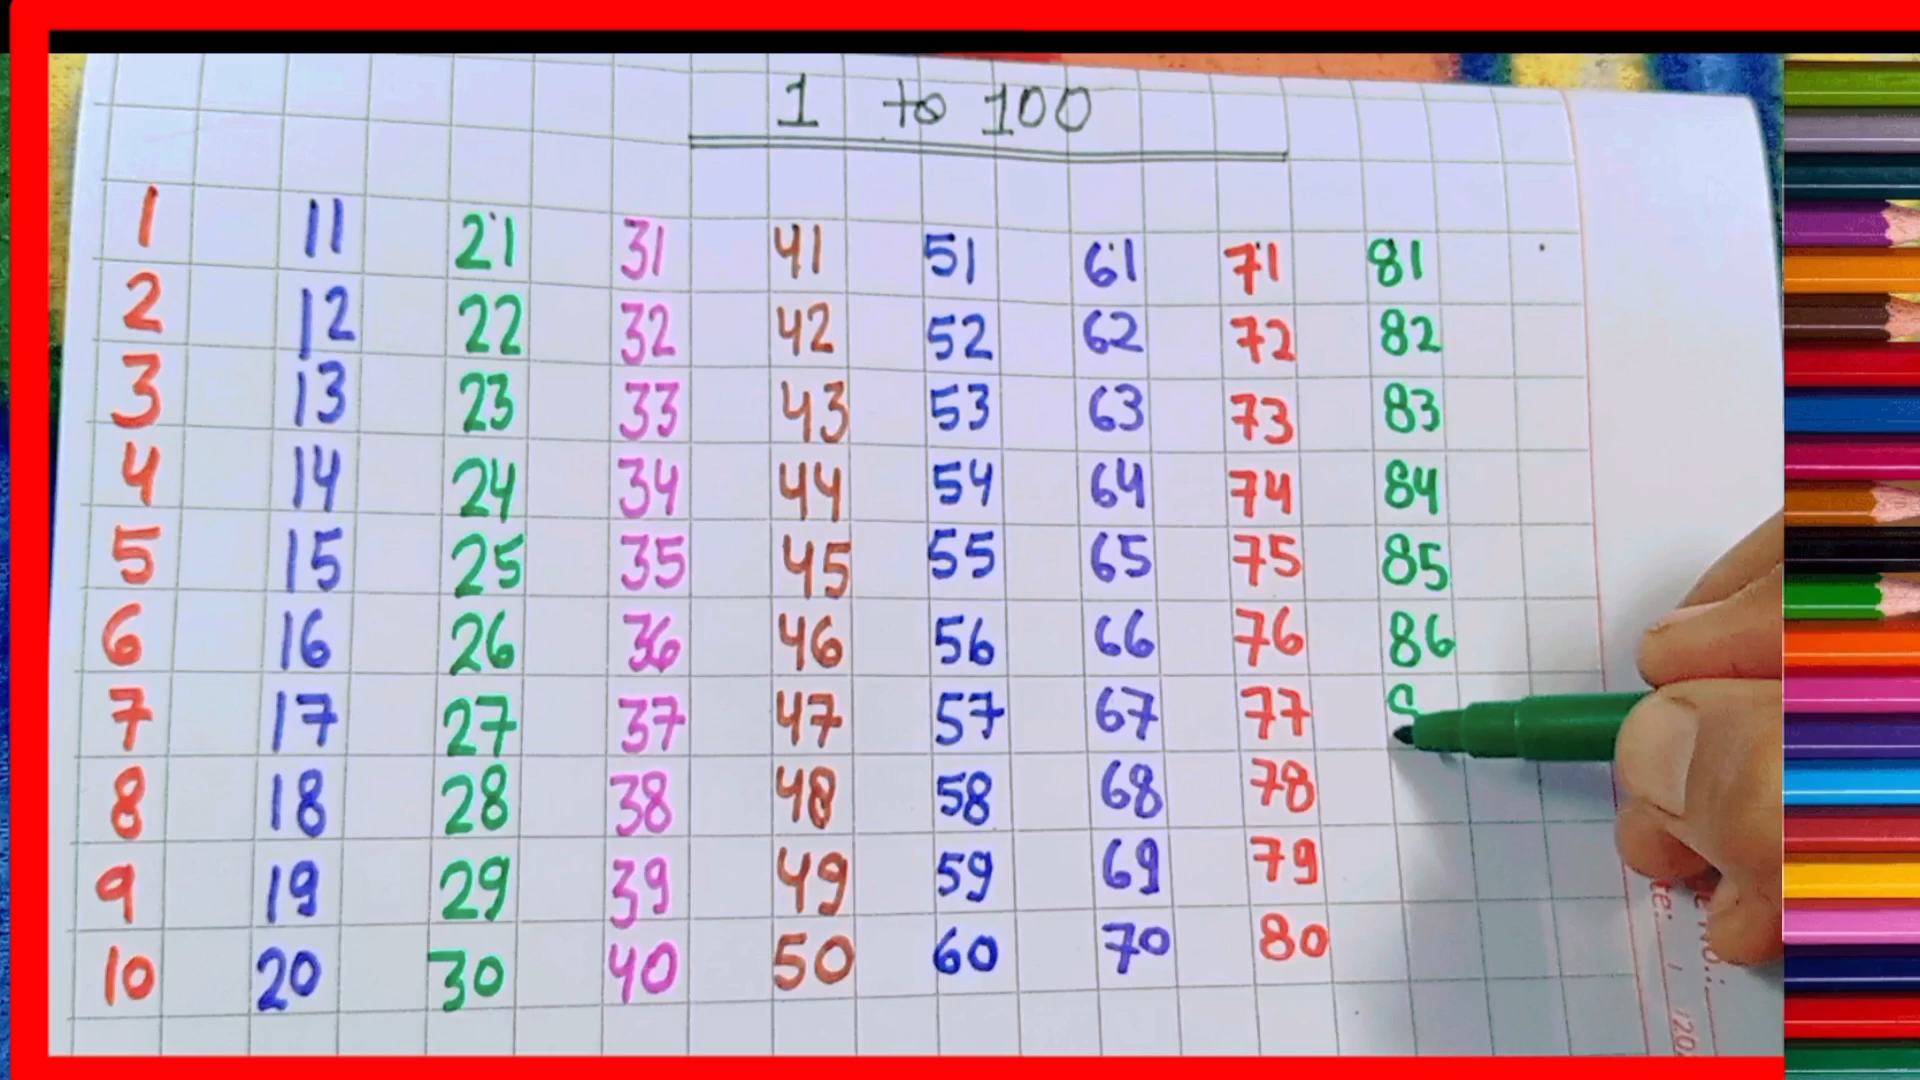 1 to 100
1 11 21 31 41 51 61 71 81
2 12 22 32 42 52 62 72 82
3 13 23 33 43 53 63 73 83
4 14 24 34 44 54 64 74 84
5 15 25 35 45 55 65 75 85
6 16 26 36 46 56 66 76 86
7 17 27 37 47 57 67 77
8 18 28 38 48 58 68 78
9 19 29 39 49 59 69 79
10 20 30 40 50 60 70 80